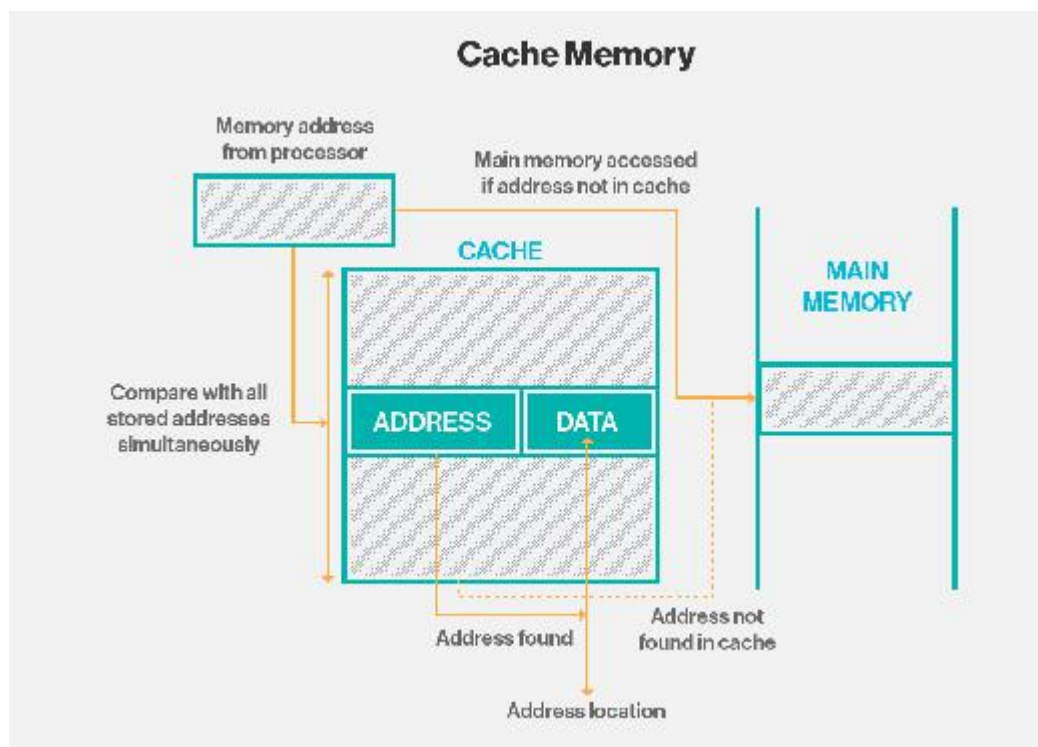 Cache Memory
Memory address
from processor
Main memory accessed
if address not in cache
CACHE
MAIN
MEMORY
Compare with all
stored addresses
simultaneously
ADDRESS
DATA
Address found
Address not
found in cache
Address location